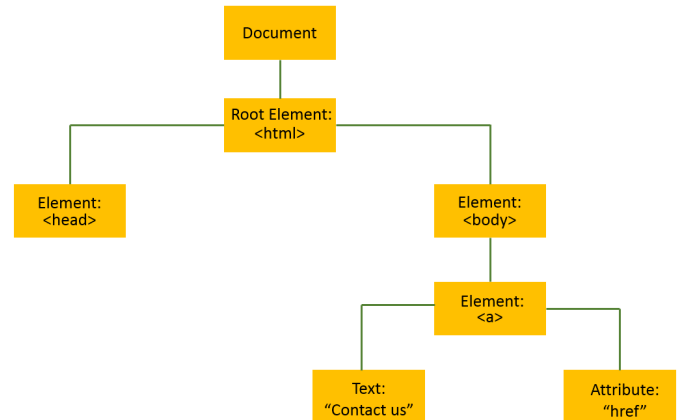 Document
Root Element:
<html>
Element:
<head>
Element:
<body>
Element:
<a>
Text:
“Contact us”
Attribute:
“href”